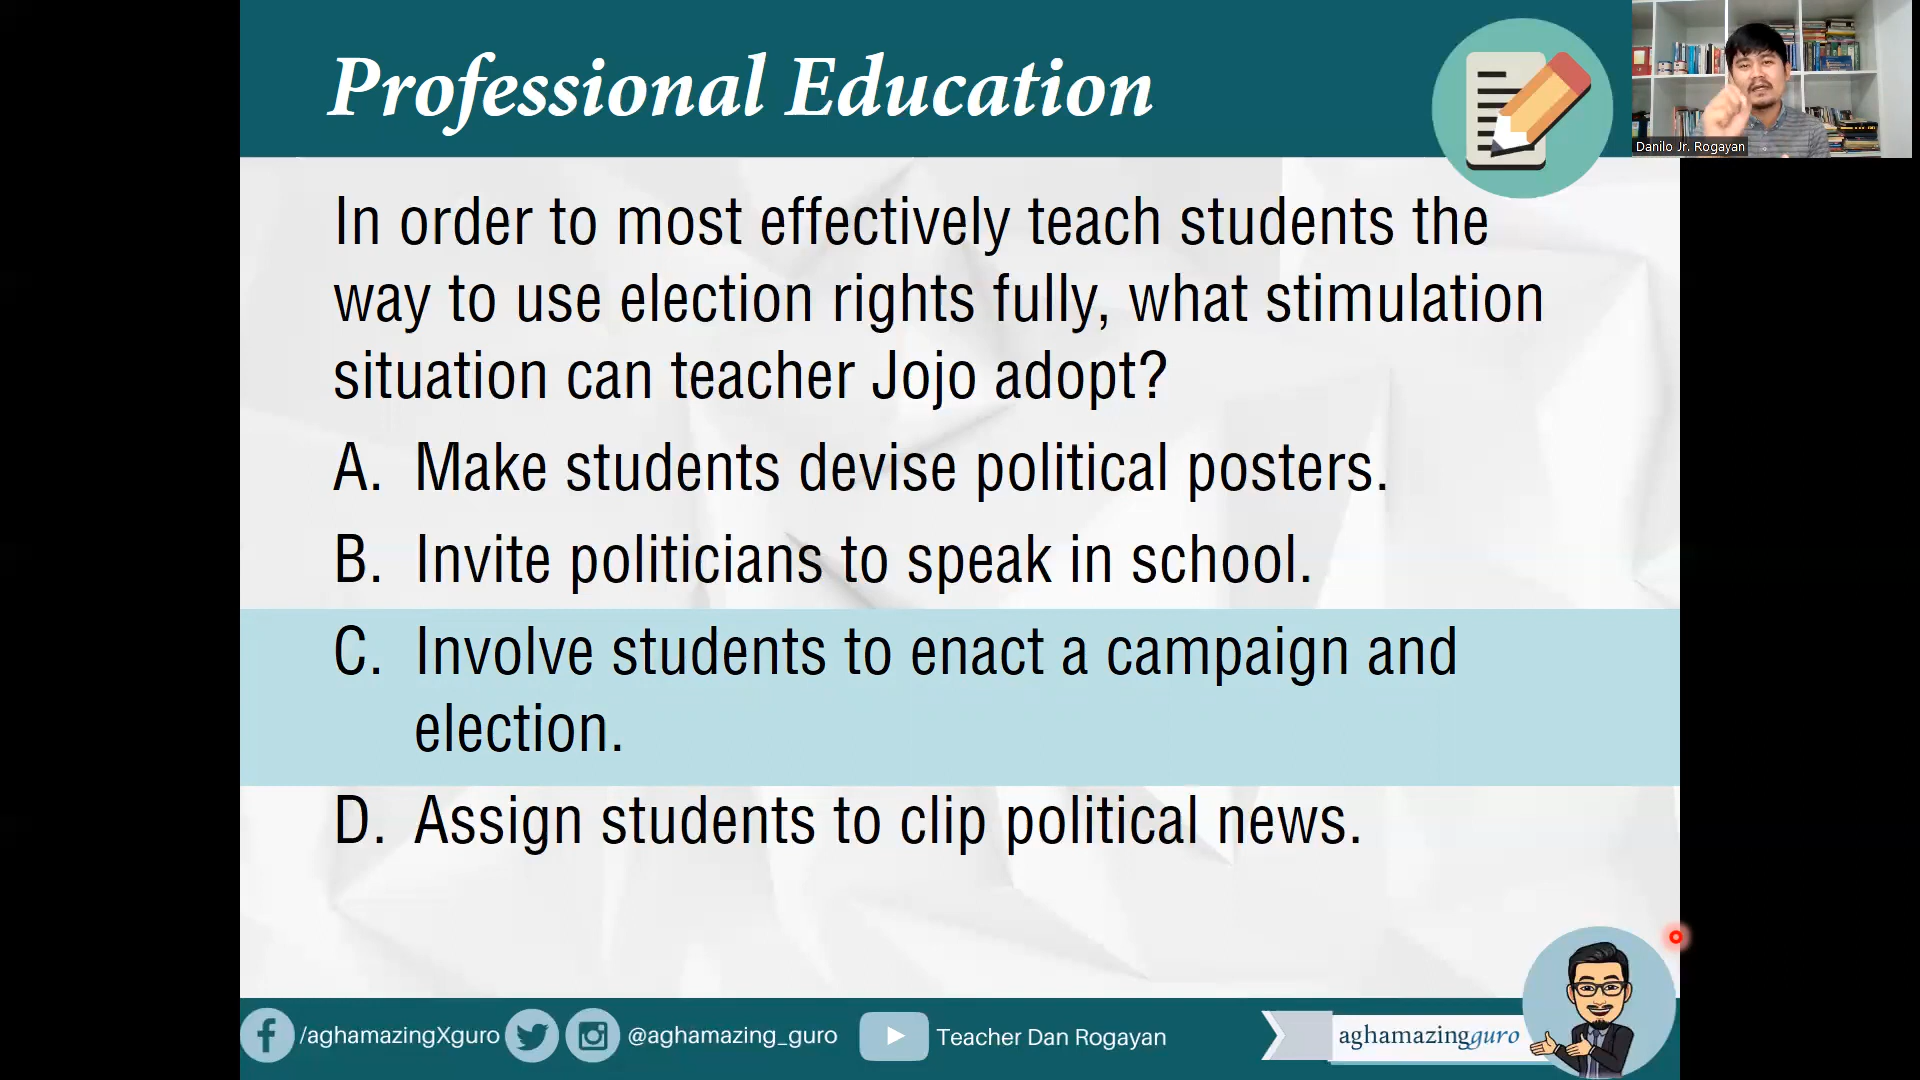 Professional Education
Danilo Jr. Rogayan
In order to most effectively teach students the
way to use election rights fully, what stimulation
situation can teacher Jojo adopt?
A. Make students devise political posters.
B. Invite politicians to speak in school.
C. Involve students to enact a campaign and
election.
D. Assign students to clip political news.
/aghamazingXguro
@aghamazing_guro
Teacher Dan Rogayan
aghamazingguro